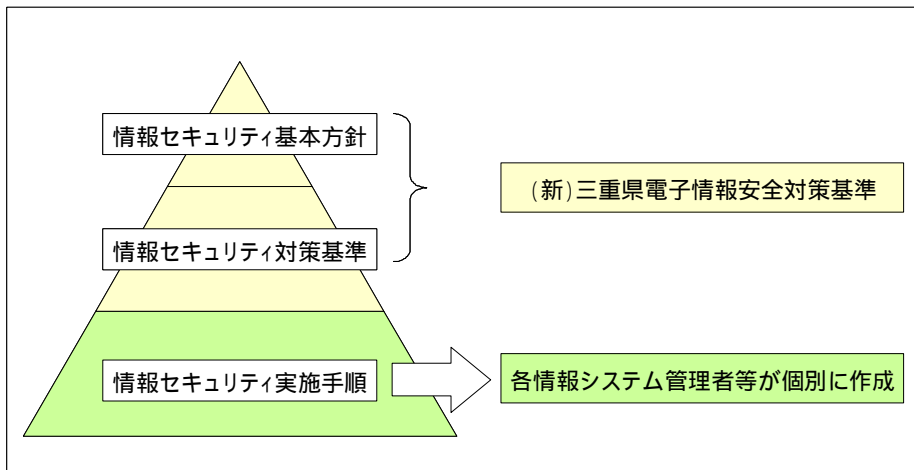 情報セキュリティ基本方針
(新)三重県電子情報安全対策基準
情報セキュリティ対策基準
情報セキュリティ実施手順
各情報システム管理者等が個別に作成